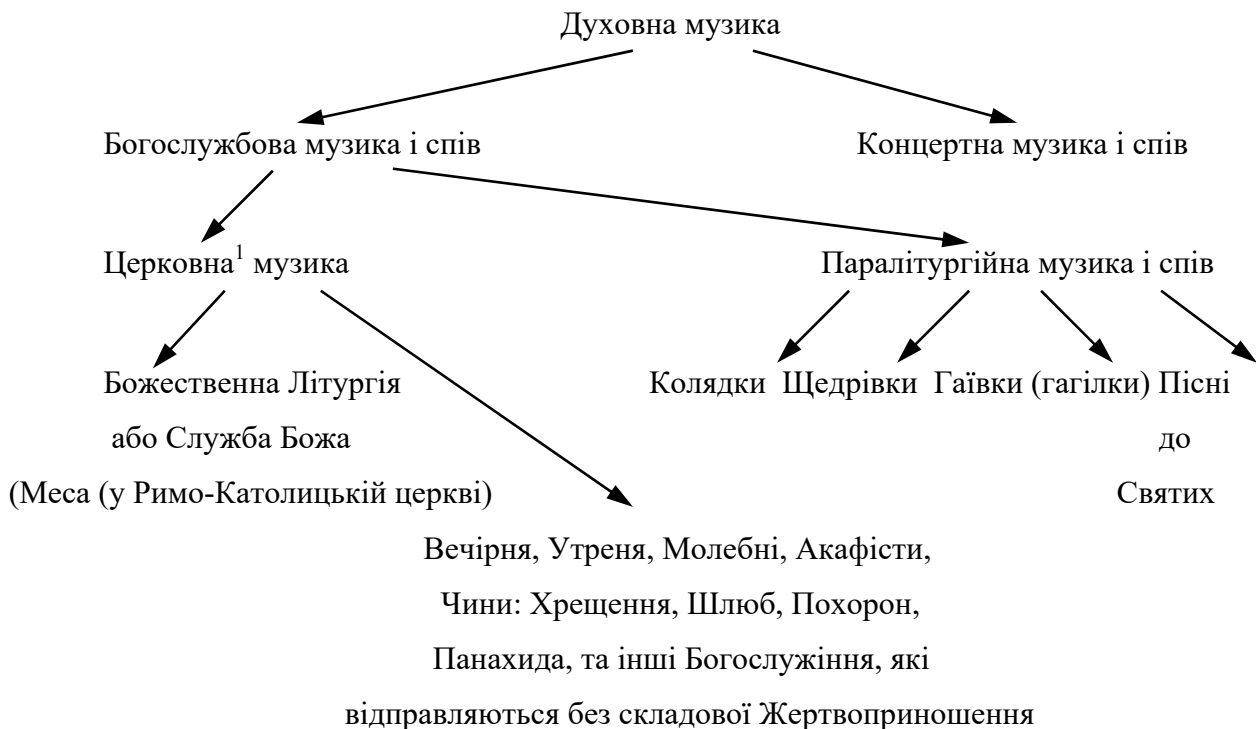 Духовна музика
Богослужбова музика і спів
Концертна музика і спів
Церковна¹ музика
Паралітургійна музика і спів
Божественна Літургія
або Служба Божа
(Меса (у Римо-Католицькій церкві)
Колядки Щедрівки Гаївки (гагілки) Пісні
до
Святих
Вечірня, Утреня, Молебні, Акафісти,
Чини: Хрещення, Шлюб, Похорон,
Панахида, та інші Богослужіння, які
відправляються без складової Жертвоприношення